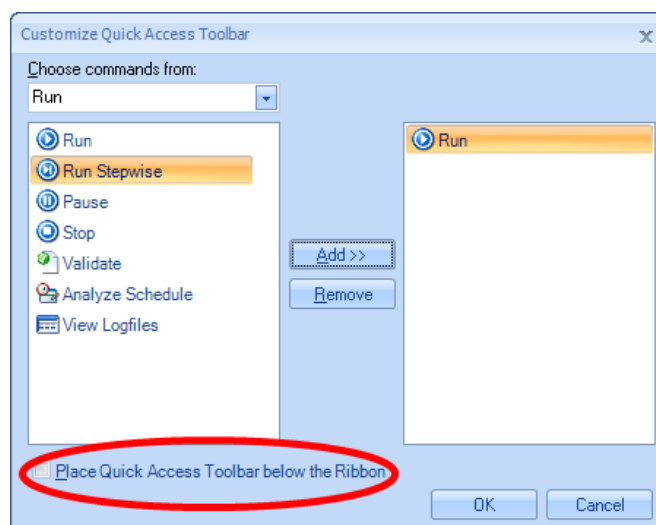 Customize Quick Access Toolbar
x
Choose commands from:
Run
Run
Run Stepwise
Pause
Stop
Validate
Analyze Schedule
View Logfiles
Add >>
Remove
Run
Place Quick Access Toolbar below the Ribbon
OK
Cancel